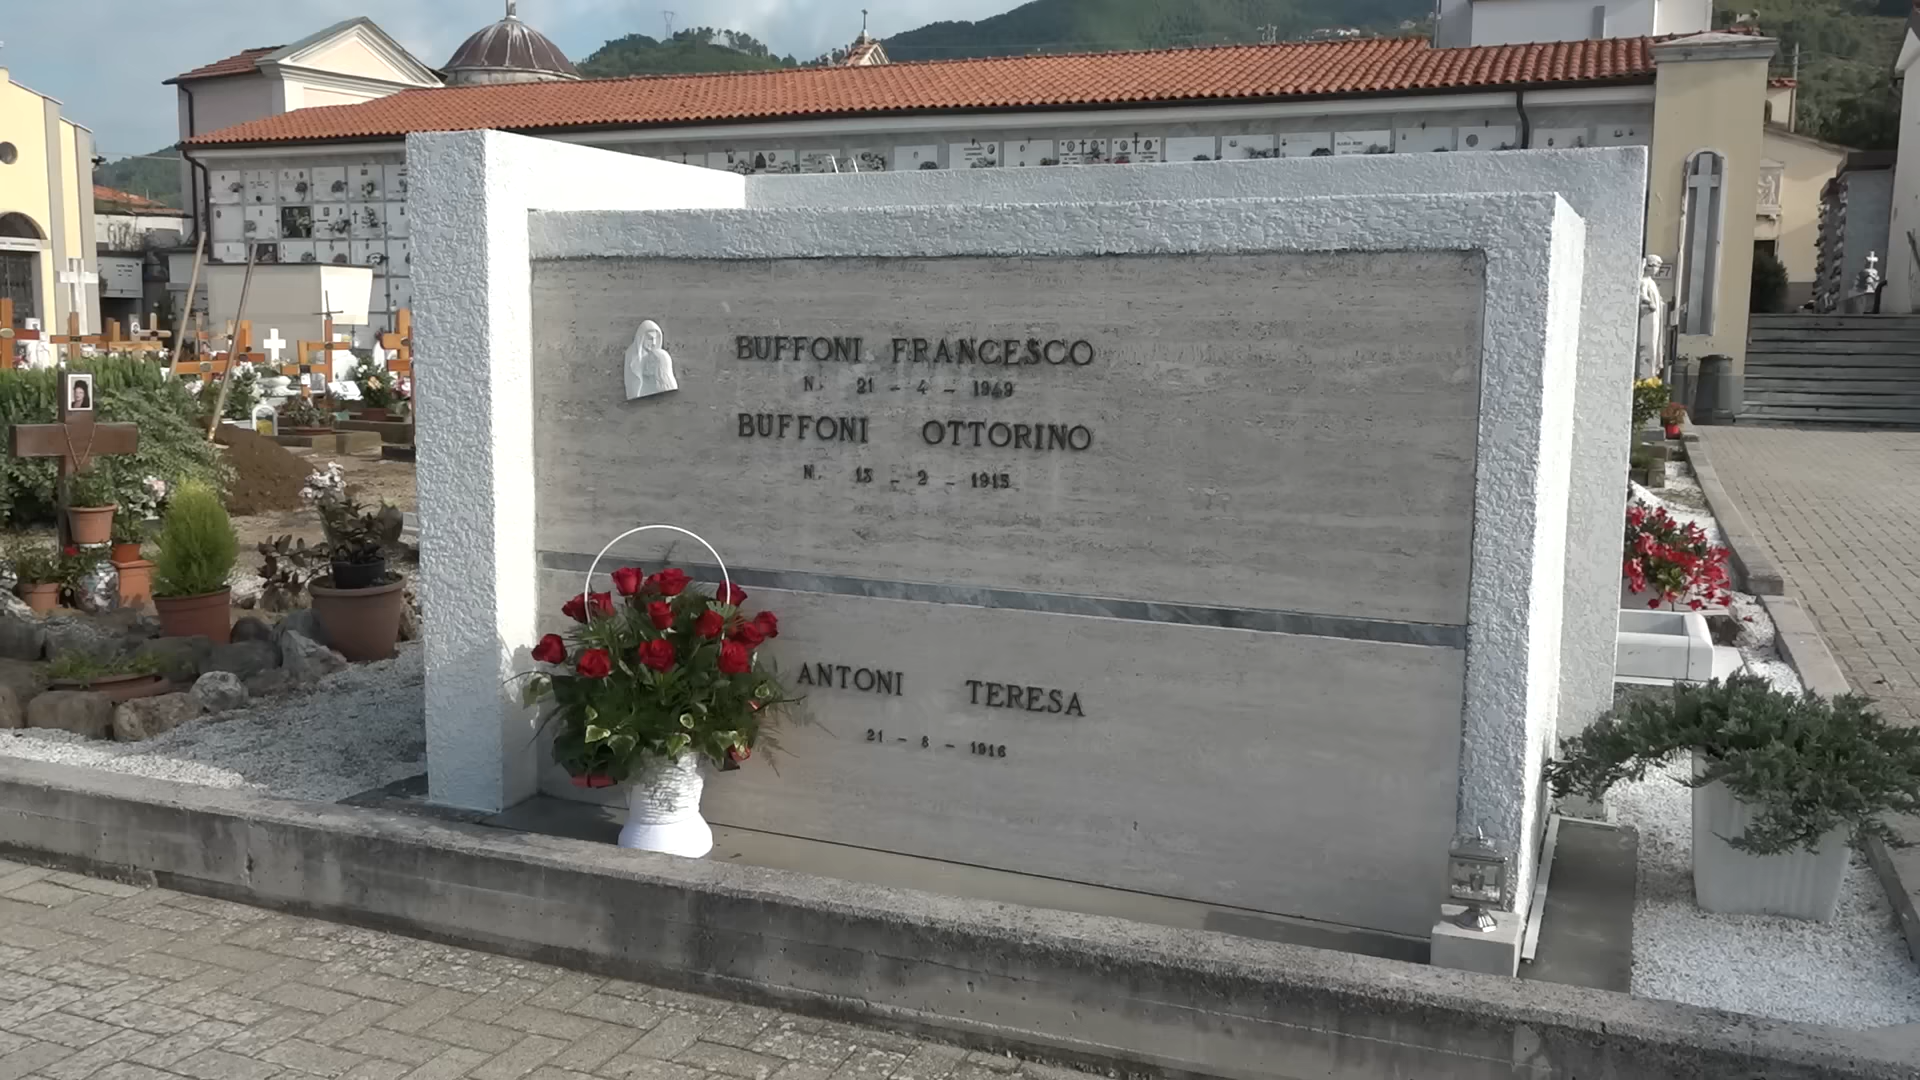 BUFFONI FRANCESCO
N. 21 - 4 - 1949
BUFFONI OTTORINO
N. 13 - 2 - 1915
ANTONI TERESA
21 - 8 - 1916